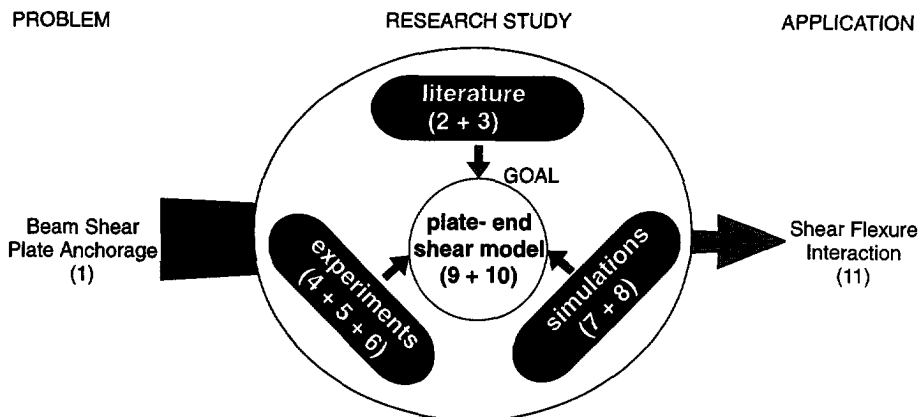 PROBLEM
RESEARCH STUDY
APPLICATION
literature
(2 + 3)
GOAL
plate- end
shear model
(9 + 10)
Beam Shear
Plate Anchorage
(1)
experiments
(4 + 5 + 6)
simulations
(7 + 8)
Shear Flexure
Interaction
(11)